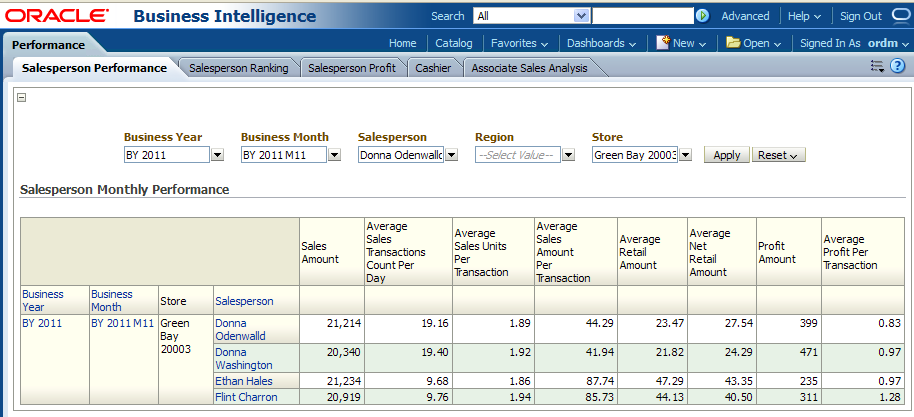 ORACLE Business Intelligence Search All Advanced Help Sign Out
Performance Home Catalog Favorites Dashboards New Open Signed In As ordm
Salesperson Performance Salesperson Ranking Salesperson Profit Cashier Associate Sales Analysis
Business Year Business Month Salesperson Region Store
BY 2011 BY 2011 M11 Donna Odenwalld --Select Value-- Green Bay 20003 Apply Reset
Salesperson Monthly Performance
Sales Amount Average Sales Transactions Count Per Day Average Sales Units Per Transaction Average Sales Amount Per Transaction Average Retail Amount Average Net Retail Amount Profit Amount Average Profit Per Transaction
Business Year Business Month Store Salesperson
BY 2011 BY 2011 M11 Green Bay 20003 Donna Odenwalld 21,214 19.16 1.89 44.29 23.47 27.54 399 0.83
Donna Washington 20,340 19.40 1.92 41.94 21.82 24.29 471 0.97
Ethan Hales 21,234 9.68 1.86 87.74 47.29 43.35 235 0.97
Flint Charron 20,919 9.76 1.94 85.73 44.13 40.50 311 1.28